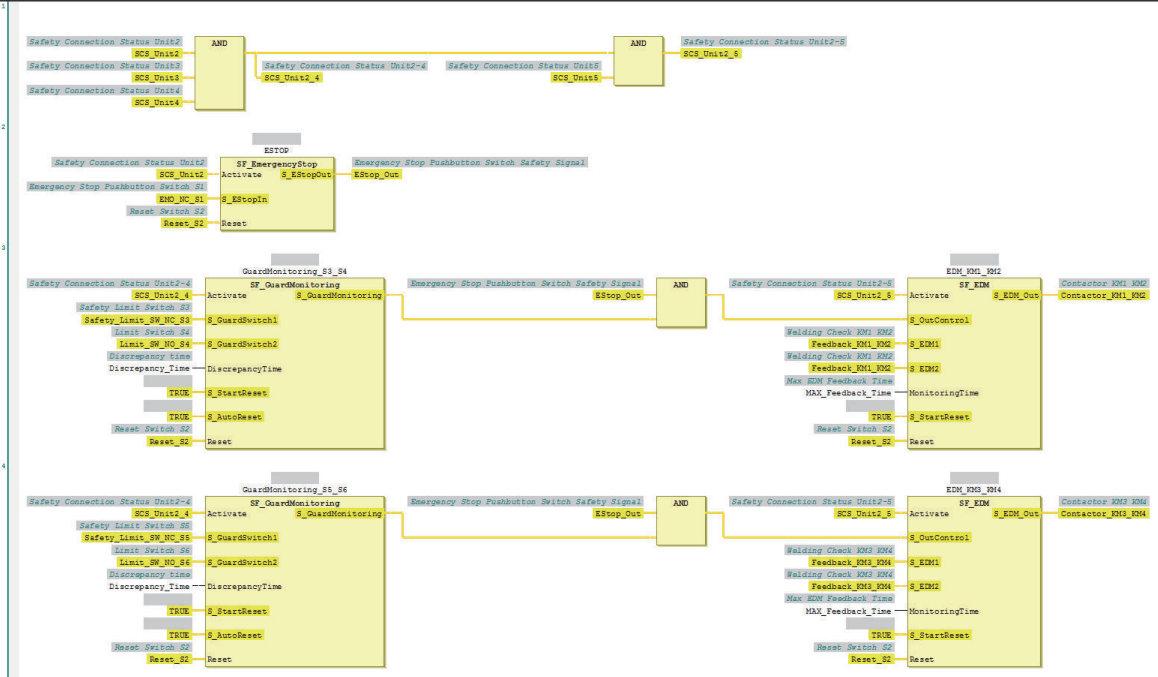 1
Safety Connection Status Unit2
SCS_Unit2
Safety Connection Status Unit3
SCS_Unit3
Safety Connection Status Unit4
SCS_Unit4
AND
Safety Connection Status Unit2-4
SCS_Unit2_4
Safety Connection Status Unit5
SCS_Unit5
AND
Safety Connection Status Unit2-5
SCS_Unit2_5
2
ESTOP
SF_EmergencyStop
Safety Connection Status Unit2
SCS_Unit2
Activate
S_EStopOut
Emergency Stop Pushbutton Switch Safety Signal
EStop_Out
Emergency Stop Pushbutton Switch S1
EMO_NC_S1
S_EStopIn
Reset Switch S2
Reset_S2
Reset
3
GuardMonitoring_S3_S4
SF_GuardMonitoring
Safety Connection Status Unit2-4
SCS_Unit2_4
Activate
S_GuardMonitoring
Safety Limit Switch S3
Safety_Limit_SW_NC_S3
S_GuardSwitch1
Limit Switch S4
Limit_SW_NO_S4
S_GuardSwitch2
Discrepancy time
Discrepancy_Time
DiscrepancyTime
TRUE
S_StartReset
TRUE
S_AutoReset
Reset Switch S2
Reset_S2
Reset
Emergency Stop Pushbutton Switch Safety Signal
EStop_Out
AND
EDM_KM1_KM2
SF_EDM
Safety Connection Status Unit2-5
SCS_Unit2_5
Activate
S_EDM_Out
Contactor KM1 KM2
Contactor_KM1_KM2
S_OutControl
Welding Check KM1 KM2
Feedback_KM1_KM2
S_EDM1
Welding Check KM1 KM2
Feedback_KM1_KM2
S_EDM2
Max EDM Feedback Time
MAX_Feedback_Time
MonitoringTime
TRUE
S_StartReset
Reset Switch S2
Reset_S2
Reset
4
GuardMonitoring_S5_S6
SF_GuardMonitoring
Safety Connection Status Unit2-4
SCS_Unit2_4
Activate
S_GuardMonitoring
Safety Limit Switch S5
Safety_Limit_SW_NC_S5
S_GuardSwitch1
Limit Switch S6
Limit_SW_NO_S6
S_GuardSwitch2
Discrepancy time
Discrepancy_Time
DiscrepancyTime
TRUE
S_StartReset
TRUE
S_AutoReset
Reset Switch S2
Reset_S2
Reset
Emergency Stop Pushbutton Switch Safety Signal
EStop_Out
AND
EDM_KM3_KM4
SF_EDM
Safety Connection Status Unit2-5
SCS_Unit2_5
Activate
S_EDM_Out
Contactor KM3 KM4
Contactor_KM3_KM4
S_OutControl
Welding Check KM3 KM4
Feedback_KM3_KM4
S_EDM1
Welding Check KM3 KM4
Feedback_KM3_KM4
S_EDM2
Max EDM Feedback Time
MAX_Feedback_Time
MonitoringTime
TRUE
S_StartReset
Reset Switch S2
Reset_S2
Reset